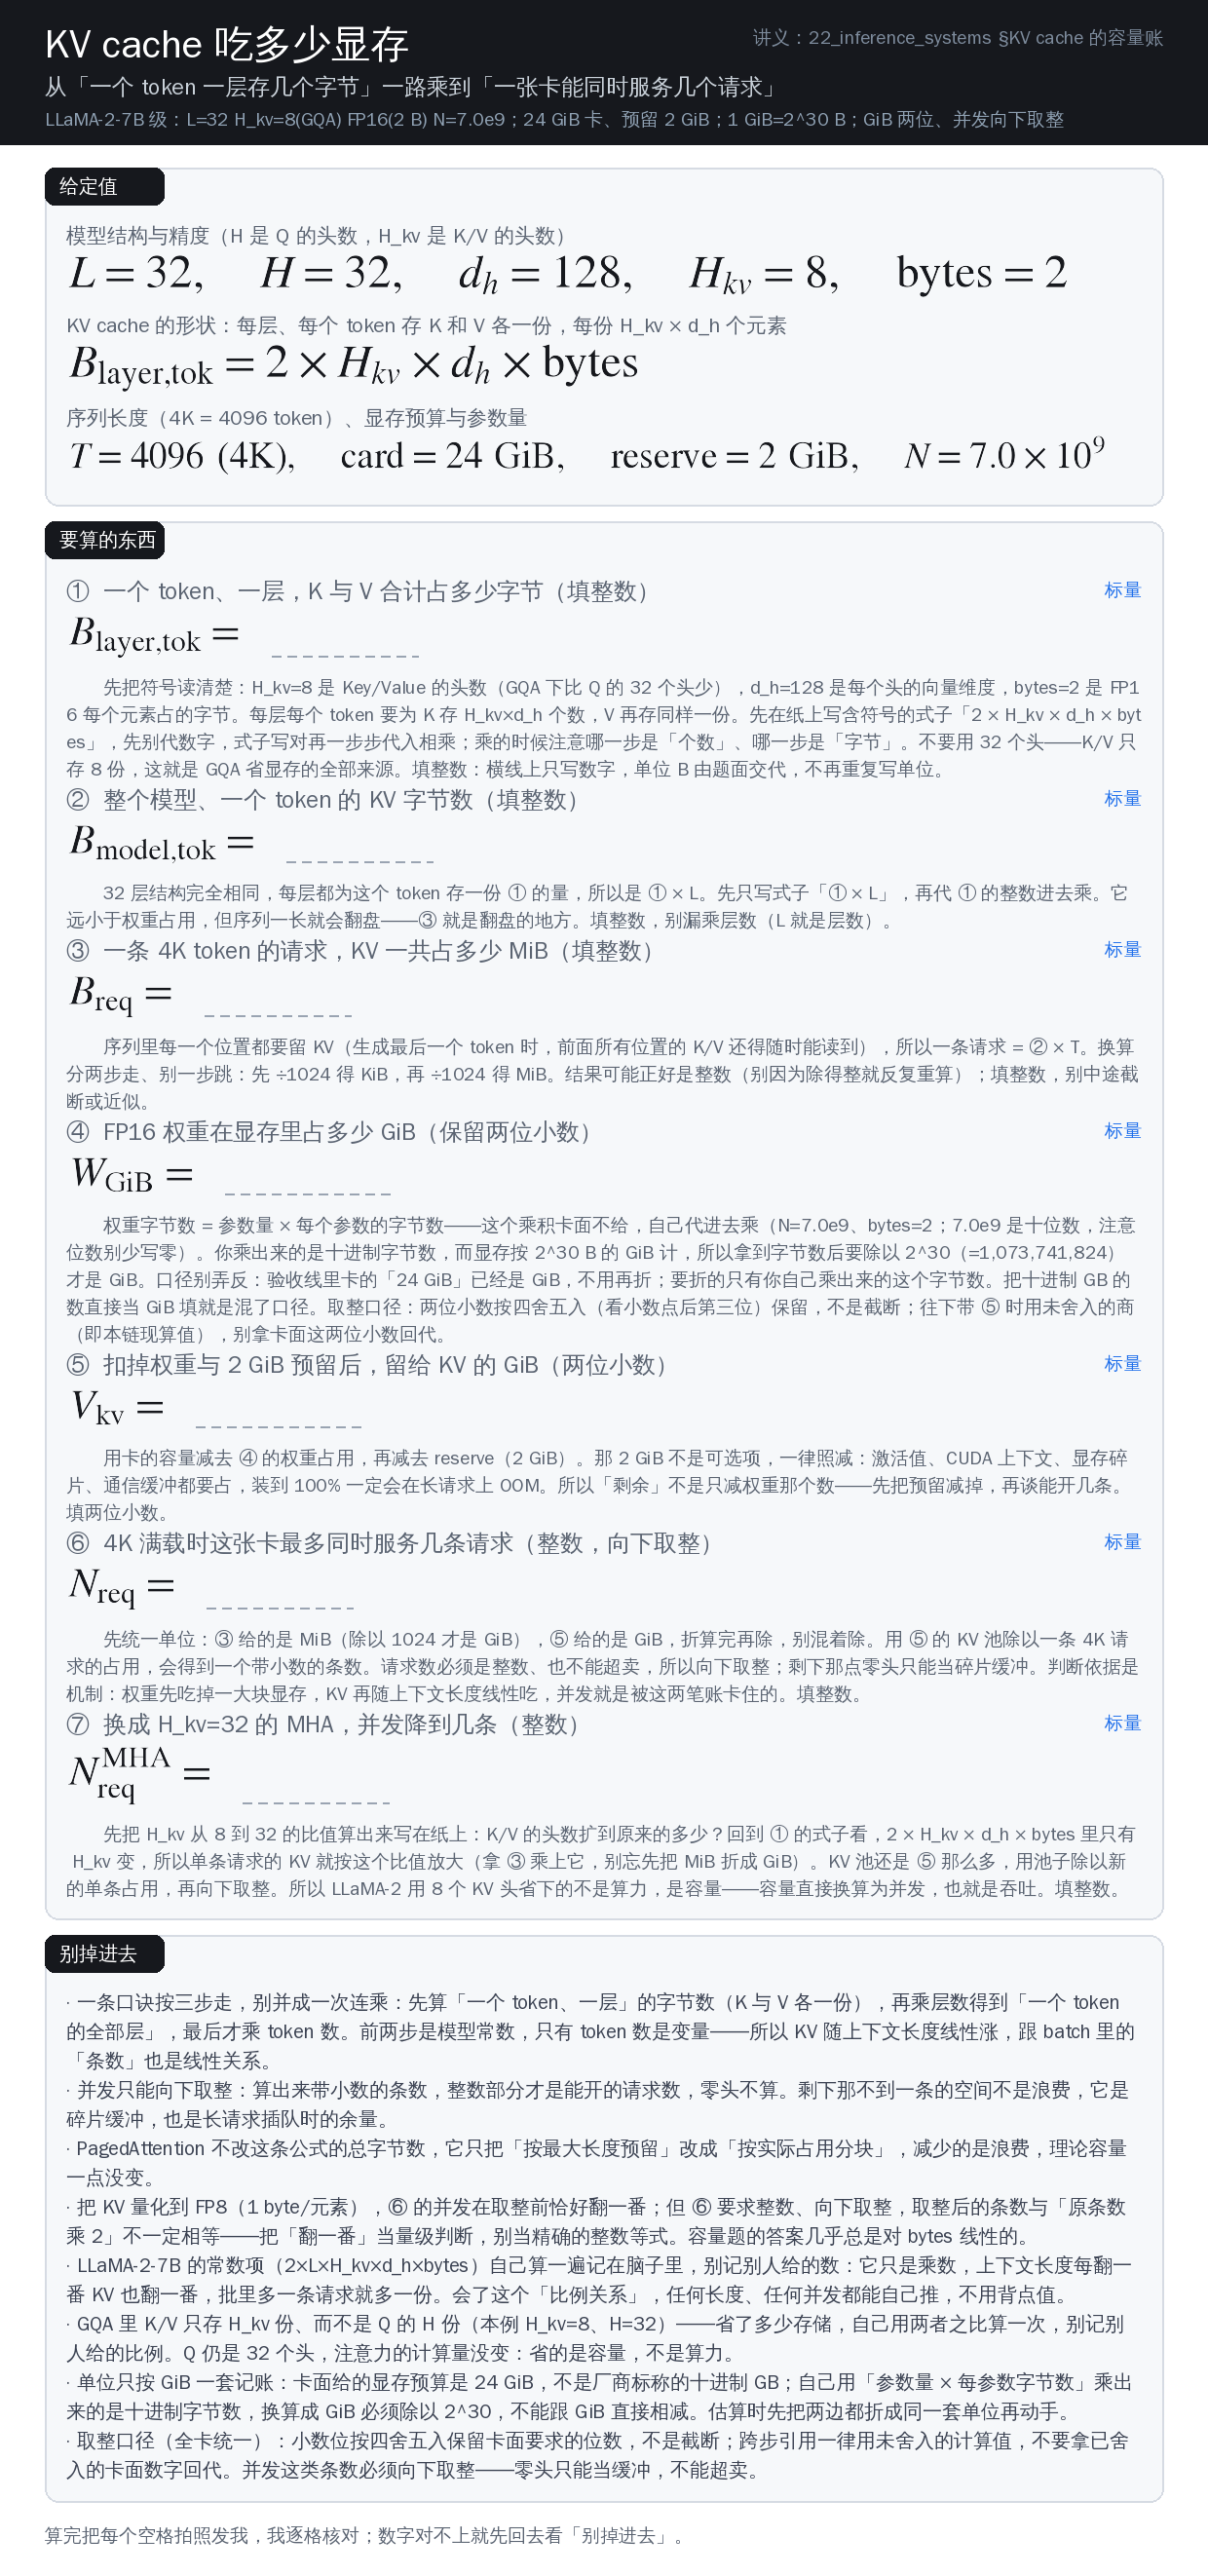 KV cache 吃多少显存
讲义：22_inference_systems §KV cache 的容量账
从「一个 token 一层存几个字节」一路乘到「一张卡能同时服务几个请求」
LLaMA-2-7B 级：L=32 H_kv=8(GQA) FP16(2 B) N=7.0e9；24 GiB 卡、预留 2 GiB；1 GiB=2^30 B；GiB 两位、并发向下取整
给定值
模型结构与精度（H 是 Q 的头数，H_kv 是 K/V 的头数）
L = 32, H = 32, d_h = 128, H_kv = 8, bytes = 2
KV cache 的形状：每层、每个 token 存 K 和 V 各一份，每份 H_kv × d_h 个元素
B_layer,tok = 2 × H_kv × d_h × bytes
序列长度（4K = 4096 token）、显存预算与参数量
T = 4096 (4K), card = 24 GiB, reserve = 2 GiB, N = 7.0 × 10^9
要算的东西
① 一个 token、一层，K 与 V 合计占多少字节（填整数） 标量
B_layer,tok =
先把符号读清楚：H_kv=8 是 Key/Value 的头数（GQA 下比 Q 的 32 个头少），d_h=128 是每个头的向量维度，bytes=2 是 FP1
6 每个元素占的字节。每层每个 token 要为 K 存 H_kv×d_h 个数，V 再存同样一份。先在纸上写含符号的式子「2 × H_kv × d_h × byt
es」，先别代数字，式子写对再一步步代入相乘；乘的时候注意哪一步是「个数」、哪一步是「字节」。不要用 32 个头——K/V 只
存 8 份，这就是 GQA 省显存的全部来源。填整数：横线上只写数字，单位 B 由题面交代，不再重复写单位。
② 整个模型、一个 token 的 KV 字节数（填整数） 标量
B_model,tok =
32 层结构完全相同，每层都为这个 token 存一份 ① 的量，所以是 ① × L。先只写式子「① × L」，再代 ① 的整数进去乘。它
远小于权重占用，但序列一长就会翻盘——③ 就是翻盘的地方。填整数，别漏乘层数（L 就是层数）。
③ 一条 4K token 的请求，KV 一共占多少 MiB（填整数） 标量
B_req =
序列里每一个位置都要留 KV（生成最后一个 token 时，前面所有位置的 K/V 还得随时能读到），所以一条请求 = ② × T。换算
分两步走、别一步跳：先 ÷1024 得 KiB，再 ÷1024 得 MiB。结果可能正好是整数（别因为除得整就反复重算）；填整数，别中途截
断或近似。
④ FP16 权重在显存里占多少 GiB（保留两位小数） 标量
W_GiB =
权重字节数 = 参数量 × 每个参数的字节数——这个乘积卡面不给，自己代进去乘（N=7.0e9、bytes=2；7.0e9 是十位数，注意
位数别少写零）。你乘出来的是十进制字节数，而显存按 2^30 B 的 GiB 计，所以拿到字节数后要除以 2^30（=1,073,741,824）
才是 GiB。口径别弄反：验收线里卡的「24 GiB」已经是 GiB，不用再折；要折的只有你自己乘出来的这个字节数。把十进制 GB 的
数直接当 GiB 填就是混了口径。取整口径：两位小数按四舍五入（看小数点后第三位）保留，不是截断；往下带 ⑤ 时用未舍入的商
（即本链现算值），别拿卡面这两位小数回代。
⑤ 扣掉权重与 2 GiB 预留后，留给 KV 的 GiB（两位小数） 标量
V_kv =
用卡的容量减去 ④ 的权重占用，再减去 reserve（2 GiB）。那 2 GiB 不是可选项，一律照减：激活值、CUDA 上下文、显存碎
片、通信缓冲都要占，装到 100% 一定会在长请求上 OOM。所以「剩余」不是只减权重那个数——先把预留减掉，再谈能开几条。
填两位小数。
⑥ 4K 满载时这张卡最多同时服务几条请求（整数，向下取整） 标量
N_req =
先统一单位：③ 给的是 MiB（除以 1024 才是 GiB），⑤ 给的是 GiB，折算完再除，别混着除。用 ⑤ 的 KV 池除以一条 4K 请
求的占用，会得到一个带小数的条数。请求数必须是整数、也不能超卖，所以向下取整；剩下那点零头只能当碎片缓冲。判断依据是
机制：权重先吃掉一大块显存，KV 再随上下文长度线性吃，并发就是被这两笔账卡住的。填整数。
⑦ 换成 H_kv=32 的 MHA，并发降到几条（整数） 标量
N_req^MHA =
先把 H_kv 从 8 到 32 的比值算出来写在纸上：K/V 的头数扩到原来的多少？回到 ① 的式子看，2 × H_kv × d_h × bytes 里只有
H_kv 变，所以单条请求的 KV 就按这个比值放大（拿 ③ 乘上它，别忘先把 MiB 折成 GiB）。KV 池还是 ⑤ 那么多，用池子除以新
的单条占用，再向下取整。所以 LLaMA-2 用 8 个 KV 头省下的不是算力，是容量——容量直接换算为并发，也就是吞吐。填整数。
别掉进去
· 一条口诀按三步走，别并成一次连乘：先算「一个 token、一层」的字节数（K 与 V 各一份），再乘层数得到「一个 token
的全部层」，最后才乘 token 数。前两步是模型常数，只有 token 数是变量——所以 KV 随上下文长度线性涨，跟 batch 里的
「条数」也是线性关系。
· 并发只能向下取整：算出来带小数的条数，整数部分才是能开的请求数，零头不算。剩下那不到一条的空间不是浪费，它是
碎片缓冲，也是长请求插队时的余量。
· PagedAttention 不改这条公式的总字节数，它只把「按最大长度预留」改成「按实际占用分块」，减少的是浪费，理论容量
一点没变。
· 把 KV 量化到 FP8（1 byte/元素），⑥ 的并发在取整前恰好翻一番；但 ⑥ 要求整数、向下取整，取整后的条数与「原条数
乘 2」不一定相等——把「翻一番」当量级判断，别当精确的整数等式。容量题的答案几乎总是对 bytes 线性的。
· LLaMA-2-7B 的常数项（2×L×H_kv×d_h×bytes）自己算一遍记在脑子里，别记别人给的数：它只是乘数，上下文长度每翻一
番 KV 也翻一番，批里多一条请求就多一份。会了这个「比例关系」，任何长度、任何并发都能自己推，不用背点值。
· GQA 里 K/V 只存 H_kv 份、而不是 Q 的 H 份（本例 H_kv=8、H=32）——省了多少存储，自己用两者之比算一次，别记别
人给的比例。Q 仍是 32 个头，注意力的计算量没变：省的是容量，不是算力。
· 单位只按 GiB 一套记账：卡面给的显存预算是 24 GiB，不是厂商标称的十进制 GB；自己用「参数量 × 每参数字节数」乘出
来的是十进制字节数，换算成 GiB 必须除以 2^30，不能跟 GiB 直接相减。估算时先把两边都折成同一套单位再动手。
· 取整口径（全卡统一）：小数位按四舍五入保留卡面要求的位数，不是截断；跨步引用一律用未舍入的计算值，不要拿已舍
入的卡面数字回代。并发这类条数必须向下取整——零头只能当缓冲，不能超卖。
算完把每个空格拍照发我，我逐格核对；数字对不上就先回去看「别掉进去」。